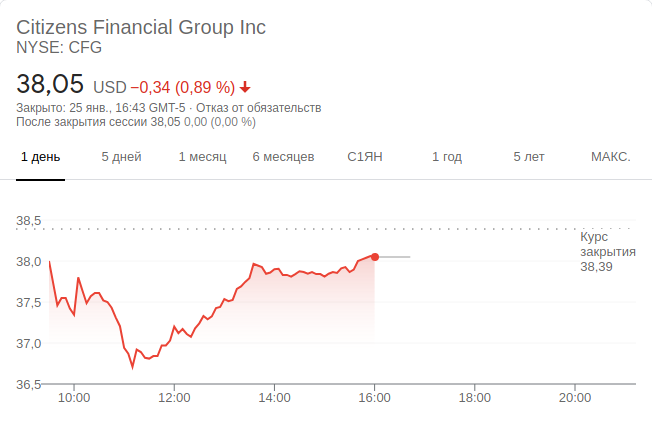 Citizens Financial Group Inc
NYSE: CFG
38,05 USD −0,34 (0,89 %)
Закрыто: 25 янв., 16:43 GMT-5 · Отказ от обязательств
После закрытия сессии 38,05 0,00 (0,00 %)
1 день 5 дней 1 месяц 6 месяцев С1ЯН 1 год 5 лет МАКС.
38,5
Курс
закрытия
38,39
38,0
37,5
37,0
36,5
10:00 12:00 14:00 16:00 18:00 20:00